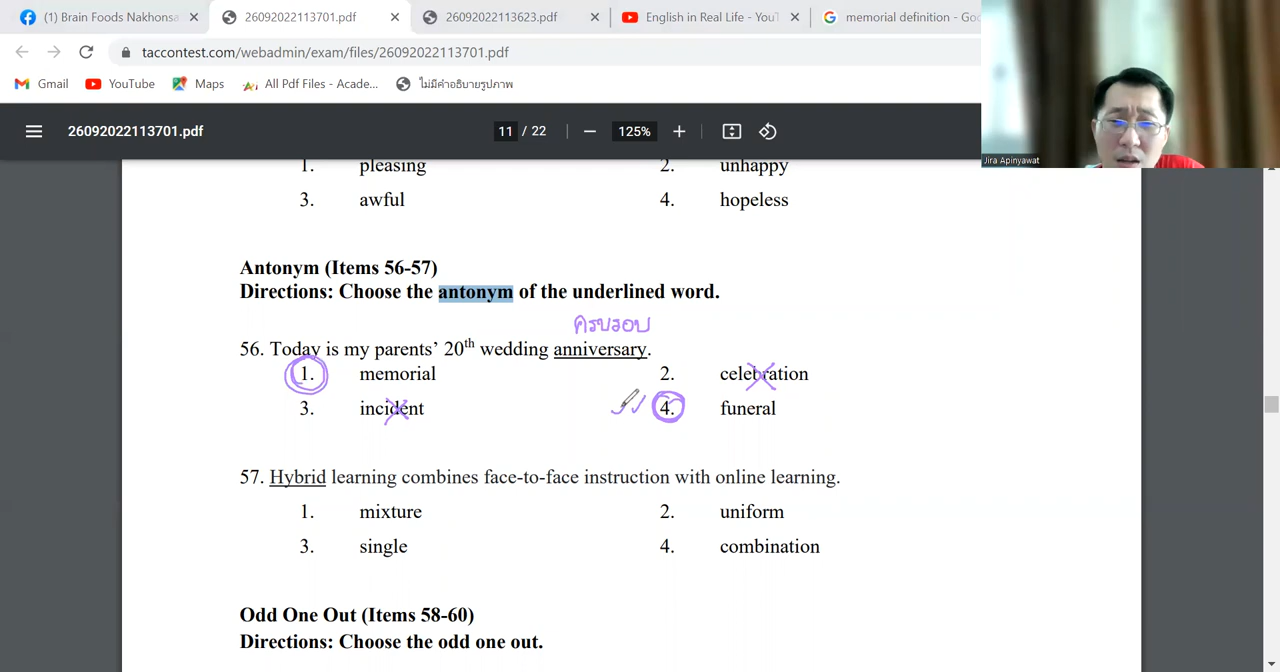 (1) Brain Foods Nakhonsa
26092022113701.pdf
26092022113623.pdf
English in Real Life - YouT
memorial definition - Goo
taccontest.com/webadmin/exam/files/26092022113701.pdf
Gmail
YouTube
Maps
All Pdf Files - Acade...
ไม่มีคำอธิบายรูปภาพ
Jira Apinyawat
26092022113701.pdf
11 / 22
125%
1. pleasing 2. unhappy
3. awful 4. hopeless
Antonym (Items 56-57)
Directions: Choose the antonym of the underlined word.
ครบรอบ
56. Today is my parents’ 20th wedding anniversary.
1. memorial 2. celebration
3. incident 4. funeral
57. Hybrid learning combines face-to-face instruction with online learning.
1. mixture 2. uniform
3. single 4. combination
Odd One Out (Items 58-60)
Directions: Choose the odd one out.